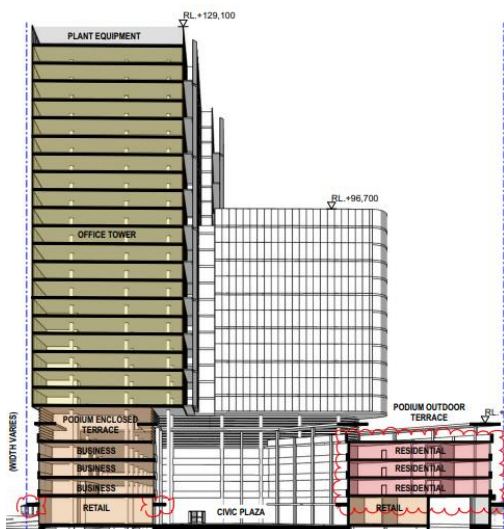 RL.+129,100
PLANT EQUIPMENT
RL.+96,700
OFFICE TOWER
(WIDTH VARIES)
PODIUM ENCLOSED
TERRACE
PODIUM OUTDOOR
TERRACE
RL.
BUSINESS
RESIDENTIAL
BUSINESS
RESIDENTIAL
BUSINESS
RESIDENTIAL
RETAIL
CIVIC PLAZA
RETAIL